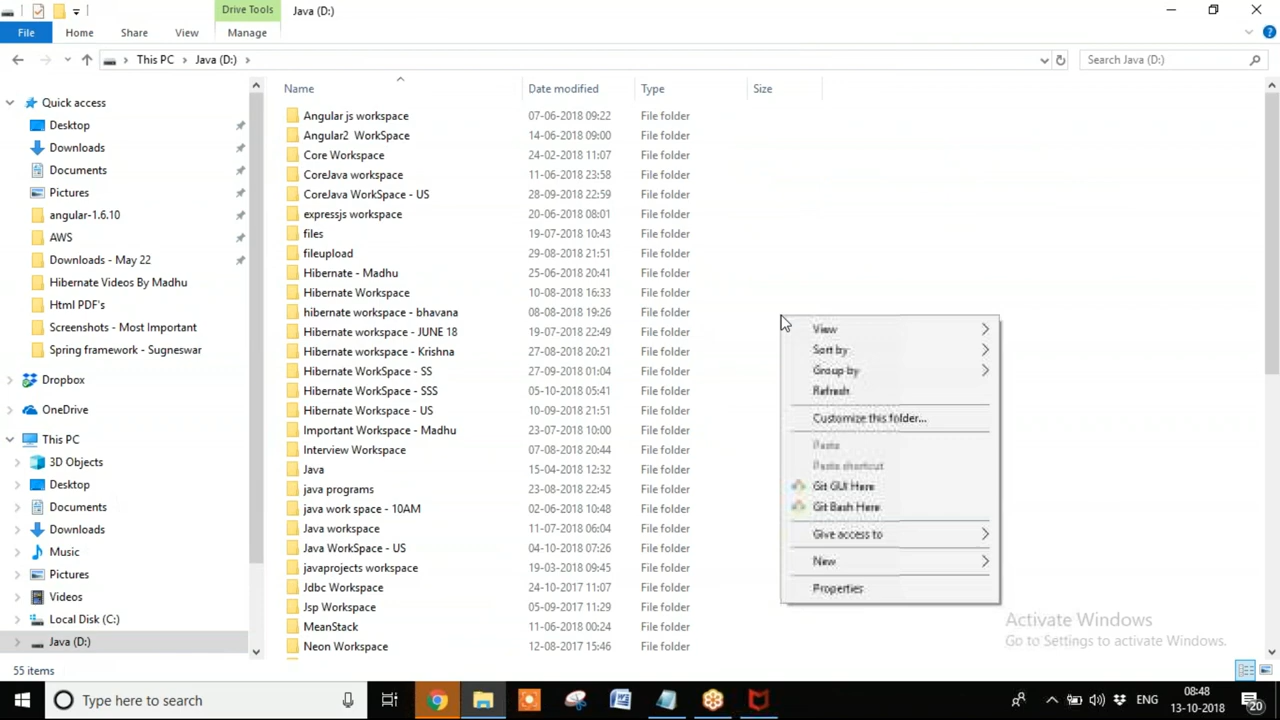 Drive Tools
Java (D:)
File
Home
Share
View
Manage
This PC
Java (D:)
Search Java (D:)
Quick access
Desktop
Downloads
Documents
Pictures
angular-1.6.10
AWS
Downloads - May 22
Hibernate Videos By Madhu
Html PDF's
Screenshots - Most Important
Spring framework - Sugneswar
Dropbox
OneDrive
This PC
3D Objects
Desktop
Documents
Downloads
Music
Pictures
Videos
Local Disk (C:)
Java (D:)
Name Date modified Type Size
Angular js workspace 07-06-2018 09:22 File folder
Angular2 WorkSpace 14-06-2018 09:00 File folder
Core Workspace 24-02-2018 11:07 File folder
CoreJava workspace 11-06-2018 23:58 File folder
CoreJava WorkSpace - US 28-09-2018 22:59 File folder
expressjs workspace 20-06-2018 08:01 File folder
files 19-07-2018 10:43 File folder
fileupload 29-08-2018 21:51 File folder
Hibernate - Madhu 25-06-2018 20:41 File folder
Hibernate Workspace 10-08-2018 16:33 File folder
hibernate workspace - bhavana 08-08-2018 19:26 File folder
Hibernate workspace - JUNE 18 19-07-2018 22:49 File folder
Hibernate workspace - Krishna 27-08-2018 20:21 File folder
Hibernate WorkSpace - SS 27-09-2018 01:04 File folder
Hibernate WorkSpace - SSS 05-10-2018 05:41 File folder
Hibernate Workspace - US 10-09-2018 21:51 File folder
Important Workspace - Madhu 23-07-2018 10:00 File folder
Interview Workspace 07-08-2018 20:44 File folder
Java 15-04-2018 12:32 File folder
java programs 23-08-2018 22:45 File folder
java work space - 10AM 02-06-2018 10:48 File folder
Java workspace 11-07-2018 06:04 File folder
Java WorkSpace - US 04-10-2018 07:26 File folder
javaprojects workspace 19-03-2018 09:45 File folder
Jdbc Workspace 24-10-2017 11:07 File folder
Jsp Workspace 05-09-2017 11:29 File folder
MeanStack 11-06-2018 00:24 File folder
Neon Workspace 12-08-2017 15:46 File folder
View
Sort by
Group by
Refresh
Customize this folder...
Paste
Paste shortcut
Git GUI Here
Git Bash Here
Give access to
New
Properties
Activate Windows
Go to Settings to activate Windows.
55 items
Type here to search
ENG
08:48
13-10-2018
20